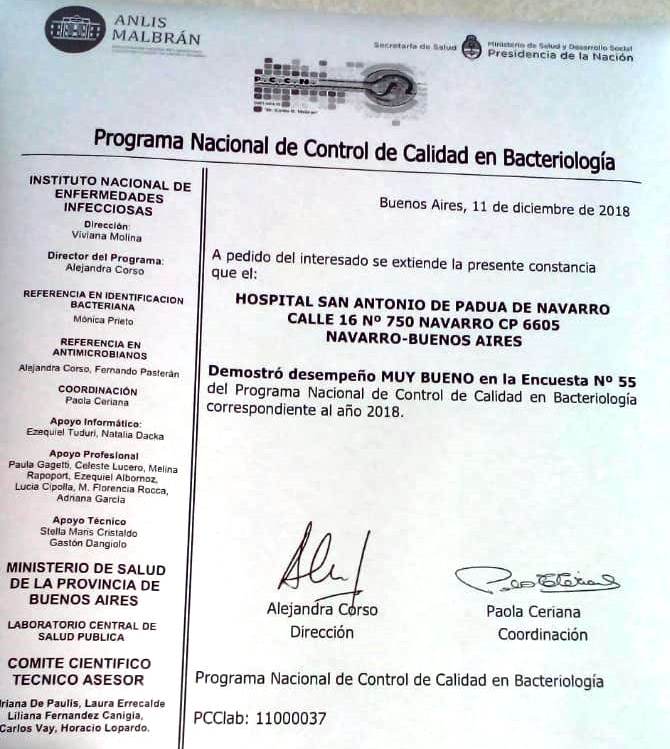 ANLIS
MALBRÁN
Secretaría de Salud
Ministerio de Salud y Desarrollo Social
Presidencia de la Nación
P.C.C.N.
Programa Nacional de Control de Calidad en Bacteriología
INSTITUTO NACIONAL DE
ENFERMEDADES
INFECCIOSAS
Dirección:
Viviana Molina
Director del Programa:
Alejandra Corso
REFERENCIA EN IDENTIFICACION
BACTERIANA
Mónica Prieto
REFERENCIA EN
ANTIMICROBIANOS
Alejandra Corso, Fernando Pasterán
COORDINACIÓN
Paola Ceriana
Apoyo Informático:
Ezequiel Tuduri, Natalia Dacka
Apoyo Profesional
Paula Gagetti, Celeste Lucero, Melina
Rapoport, Ezequiel Albornoz,
Lucia Cipolla, M. Florencia Rocca,
Adriana García
Apoyo Técnico
Stella Maris Cristaldo
Gastón Dangiolo
MINISTERIO DE SALUD
DE LA PROVINCIA DE
BUENOS AIRES
LABORATORIO CENTRAL DE
SALUD PUBLICA
COMITE CIENTIFICO
TECNICO ASESOR
riana De Paulis, Laura Errecalde
Liliana Fernandez Canigia,
Carlos Vay, Horacio Lopardo.
Buenos Aires, 11 de diciembre de 2018
A pedido del interesado se extiende la presente constancia
que el:
HOSPITAL SAN ANTONIO DE PADUA DE NAVARRO
CALLE 16 Nº 750 NAVARRO CP 6605
NAVARRO-BUENOS AIRES
Demostró desempeño MUY BUENO en la Encuesta Nº 55
del Programa Nacional de Control de Calidad en Bacteriología
correspondiente al año 2018.
Alejandra Corso
Dirección
Paola Ceriana
Coordinación
Programa Nacional de Control de Calidad en Bacteriología
PCClab: 11000037